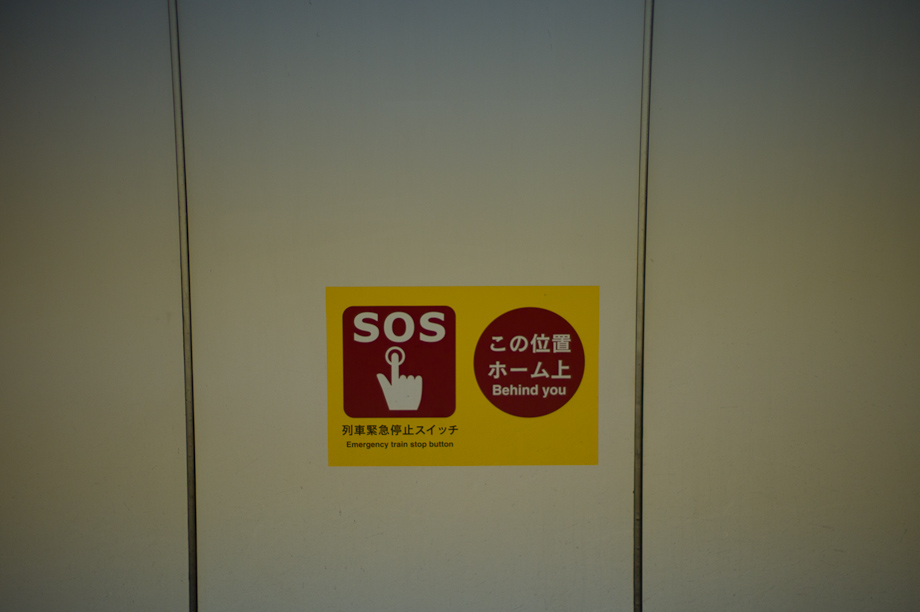 SOS
列車緊急停止スイッチ
Emergency train stop button
この位置
ホーム上
Behind you